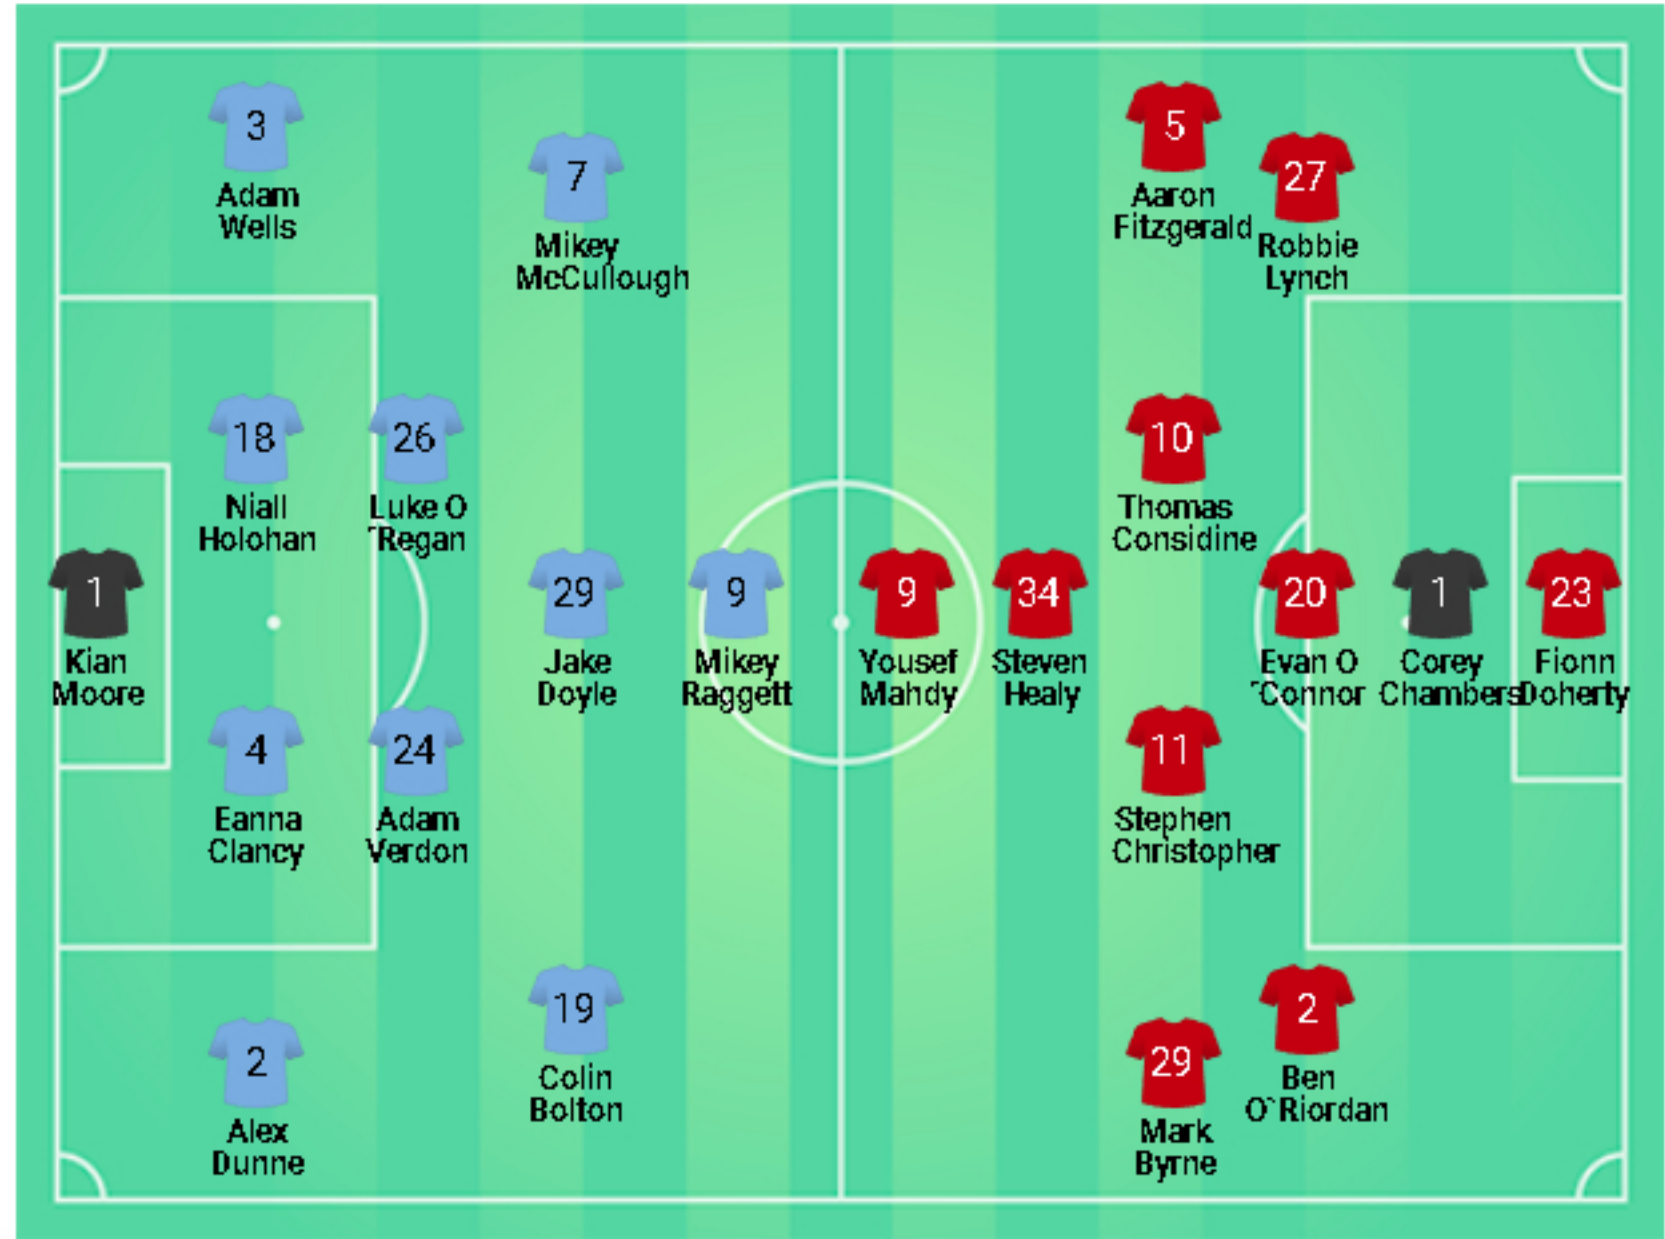 3
Adam
Wells
7
Mikey
McCullough
18
Niall
Holohan
26
Luke O
`Regan
1
Kian
Moore
29
Jake
Doyle
9
Mikey
Raggett
4
Eanna
Clancy
24
Adam
Verdon
2
Alex
Dunne
19
Colin
Bolton
5
Aaron
Fitzgerald
27
Robbie
Lynch
10
Thomas
Considine
9
Yousef
Mahdy
34
Steven
Healy
20
Evan O
`Connor
1
Corey
Chambers
23
Fionn
Doherty
11
Stephen
Christopher
29
Mark
Byrne
2
Ben
O`Riordan